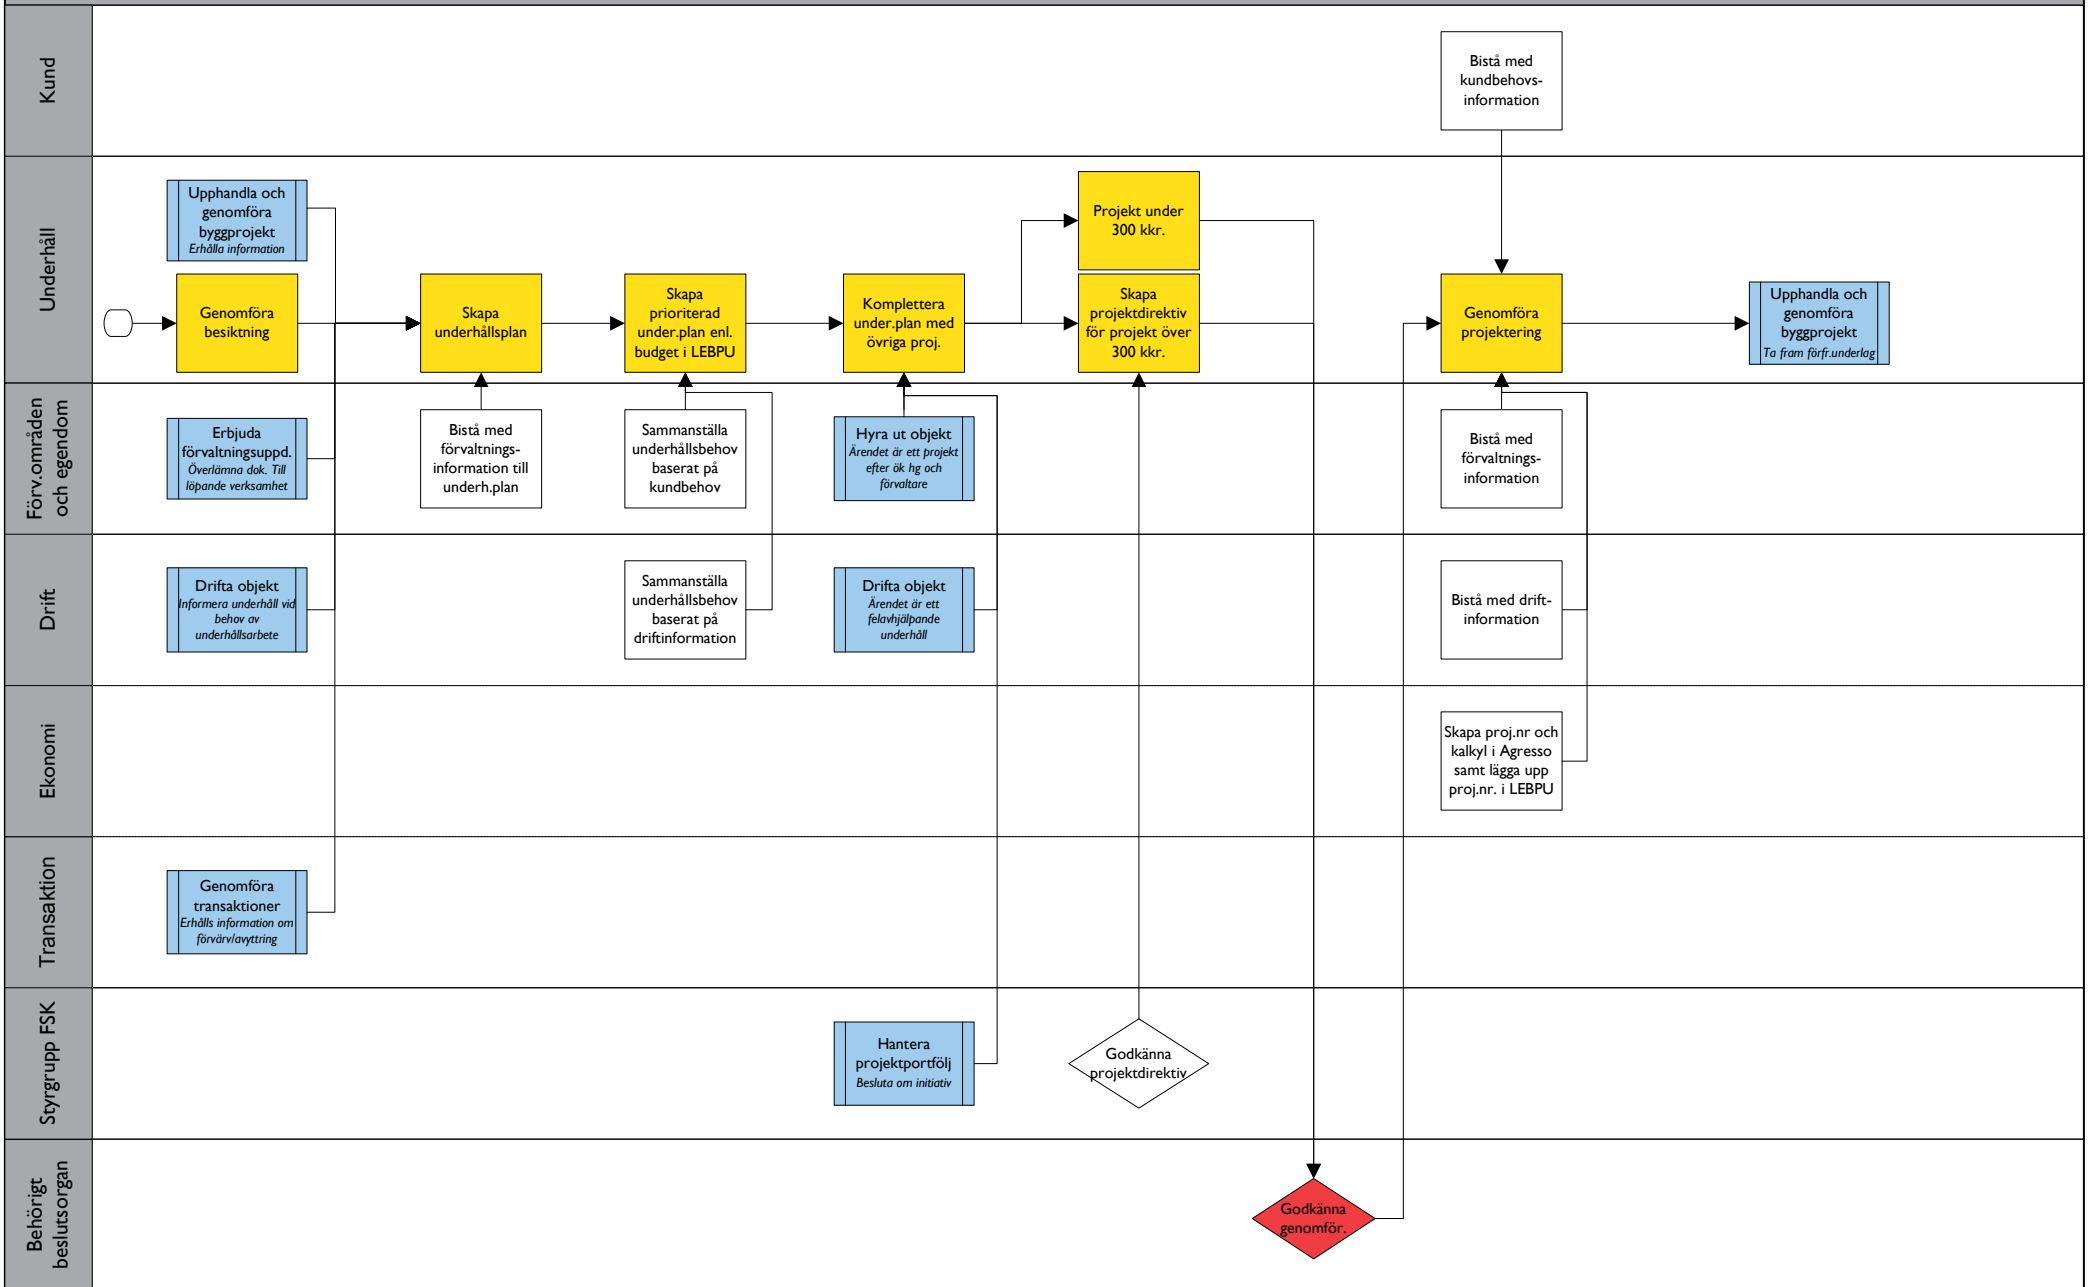 Kund
Bistå med
kundbehovs-
information
Underhåll
Upphandla och
genomföra
byggprojekt
Erhålla information
Genomföra
besiktning
Skapa
underhållsplan
Skapa
prioriterad
under.plan enl.
budget i LEBPU
Komplettera
under.plan med
övriga proj.
Projekt under
300 kkr.
Skapa
projektdirektiv
för projekt över
300 kkr.
Genomföra
projektering
Upphandla och
genomföra
byggprojekt
Ta fram förfr.underlag
Förv.områden
och egendom
Erbjuda
förvaltningsuppd.
Överlämna dok. Till
löpande verksamhet
Bistå med
förvaltnings-
information till
underh.plan
Sammanställa
underhållsbehov
baserat på
kundbehov
Hyra ut objekt
Ärendet är ett projekt
efter ök hg och
förvaltare
Bistå med
förvaltnings-
information
Drift
Drifta objekt
Informera underhåll vid
behov av
underhållsarbete
Sammanställa
underhållsbehov
baserat på
driftinformation
Drifta objekt
Ärendet är ett
felavhjälpande
underhåll
Bistå med drift-
information
Ekonomi
Skapa proj.nr och
kalkyl i Agresso
samt lägga upp
proj.nr. i LEBPU
Transaktion
Genomföra
transaktioner
Erhålls information om
förvärv/avyttring
Styrgrupp FSK
Hantera
projektportfölj
Besluta om initiativ
Godkänna
projektdirektiv
Behörigt
beslutsorgan
Godkänna
genomför.